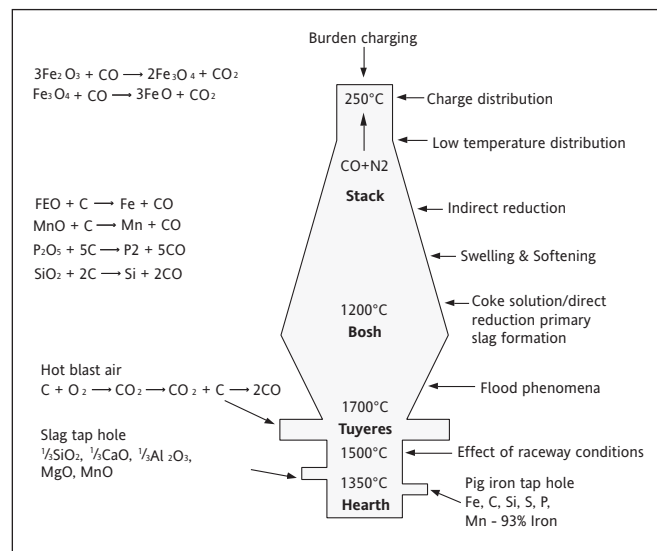 Burden charging
3Fe₂O₃ + CO → 2Fe₃O₄ + CO₂
Fe₃O₄ + CO → 3FeO + CO₂
250°C
Charge distribution
Low temperature distribution
CO+N2
Stack
FEO + C → Fe + CO
MnO + C → Mn + CO
P₂O₅ + 5C → P2 + 5CO
SiO₂ + 2C → Si + 2CO
Indirect reduction
Swelling & Softening
1200°C
Bosh
Coke solution/direct
reduction primary
slag formation
Hot blast air
C + O₂ → CO₂ → CO₂ + C → 2CO
Flood phenomena
1700°C
Tuyeres
Slag tap hole
⅓SiO₂, ⅓CaO, ⅓Al₂O₃,
MgO, MnO
1500°C
Effect of raceway conditions
1350°C
Hearth
Pig iron tap hole
Fe, C, Si, S, P,
Mn - 93% Iron